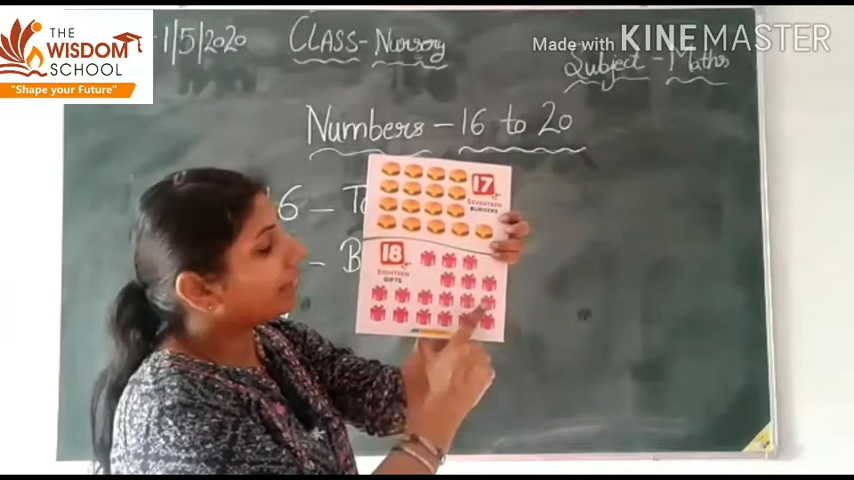 THE
WISDOM
SCHOOL
"Shape your Future"
1/5/2020
CLASS - Nursery
Made with KINEMASTER
Subject - Maths
Numbers - 16 to 20
17
SEVENTEEN
BURGERS
16 -
18
EIGHTEEN
GIFTS